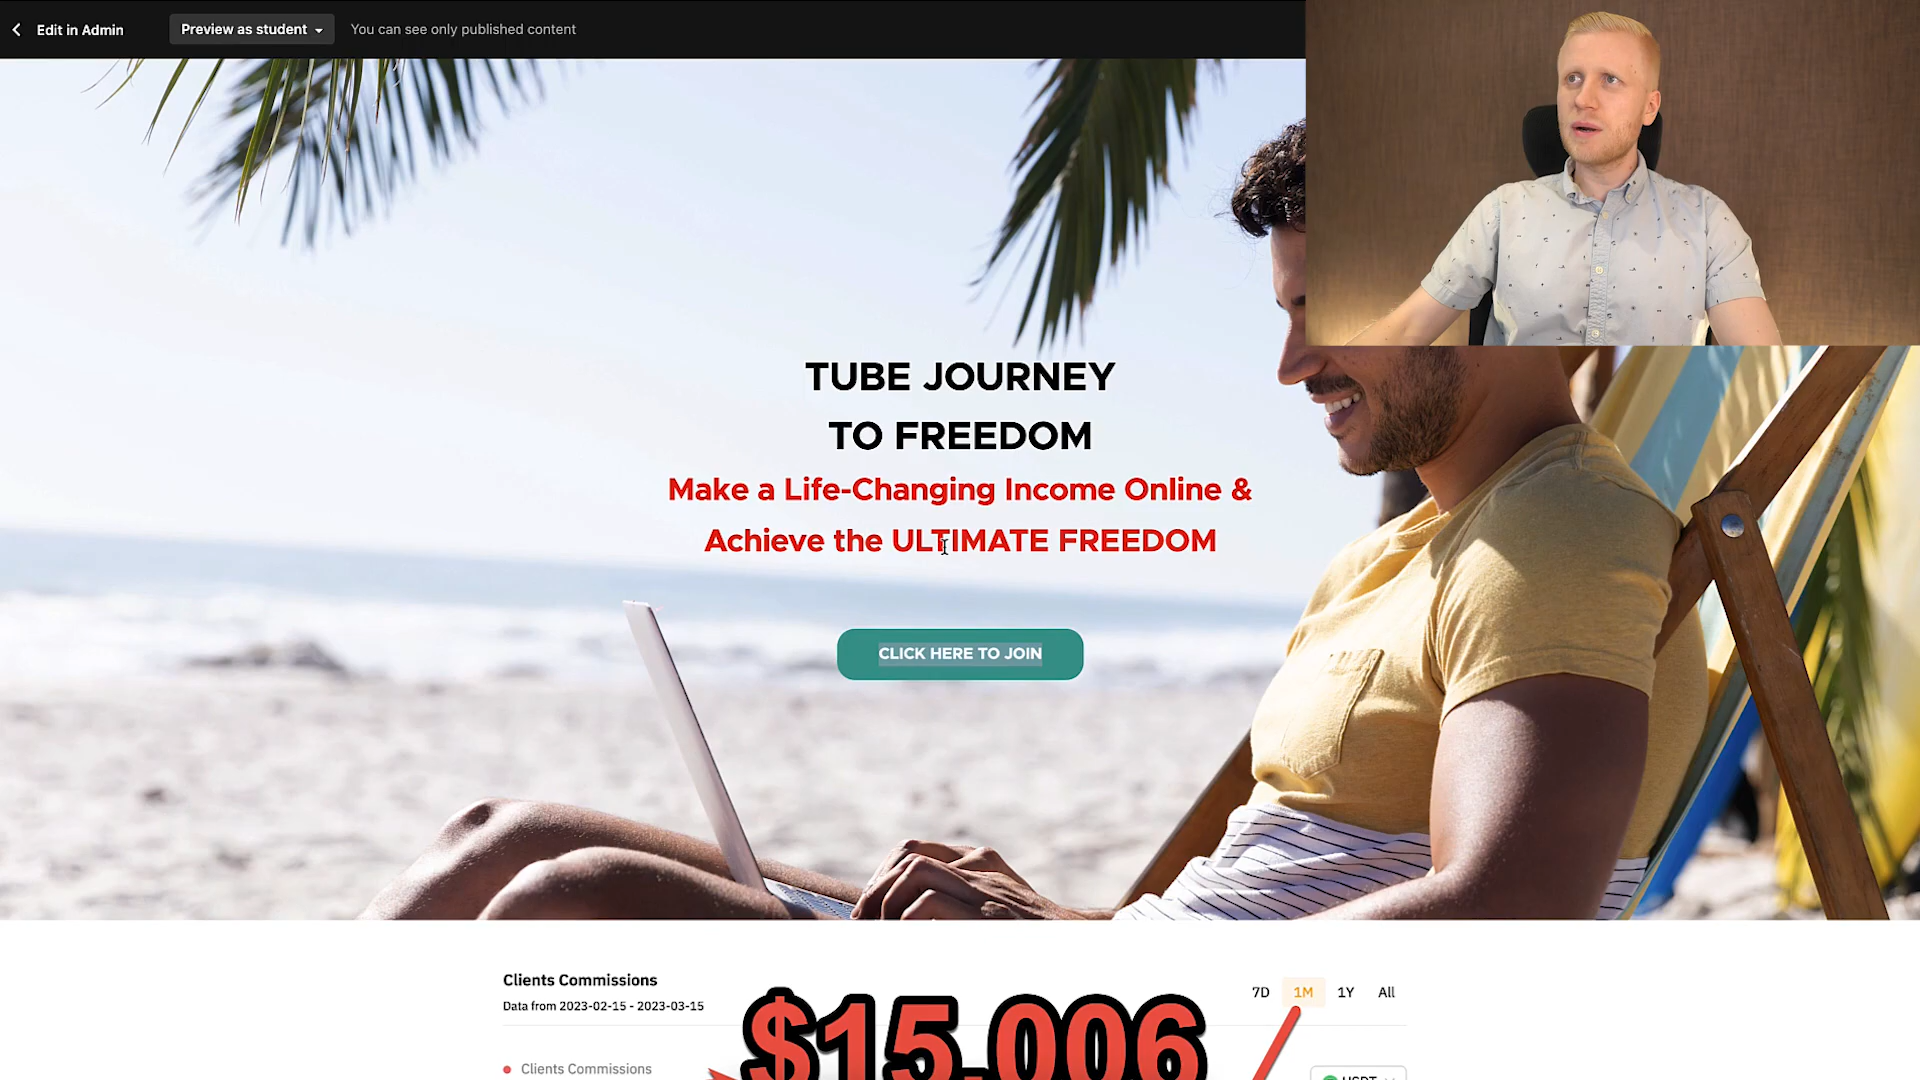 Edit in Admin
Preview as student
You can see only published content
TUBE JOURNEY
TO FREEDOM
Make a Life-Changing Income Online &
Achieve the ULTIMATE FREEDOM
CLICK HERE TO JOIN
Clients Commissions
Data from 2023-02-15 - 2023-03-15
7D 1M 1Y All
$15,006
Clients Commissions
USDT